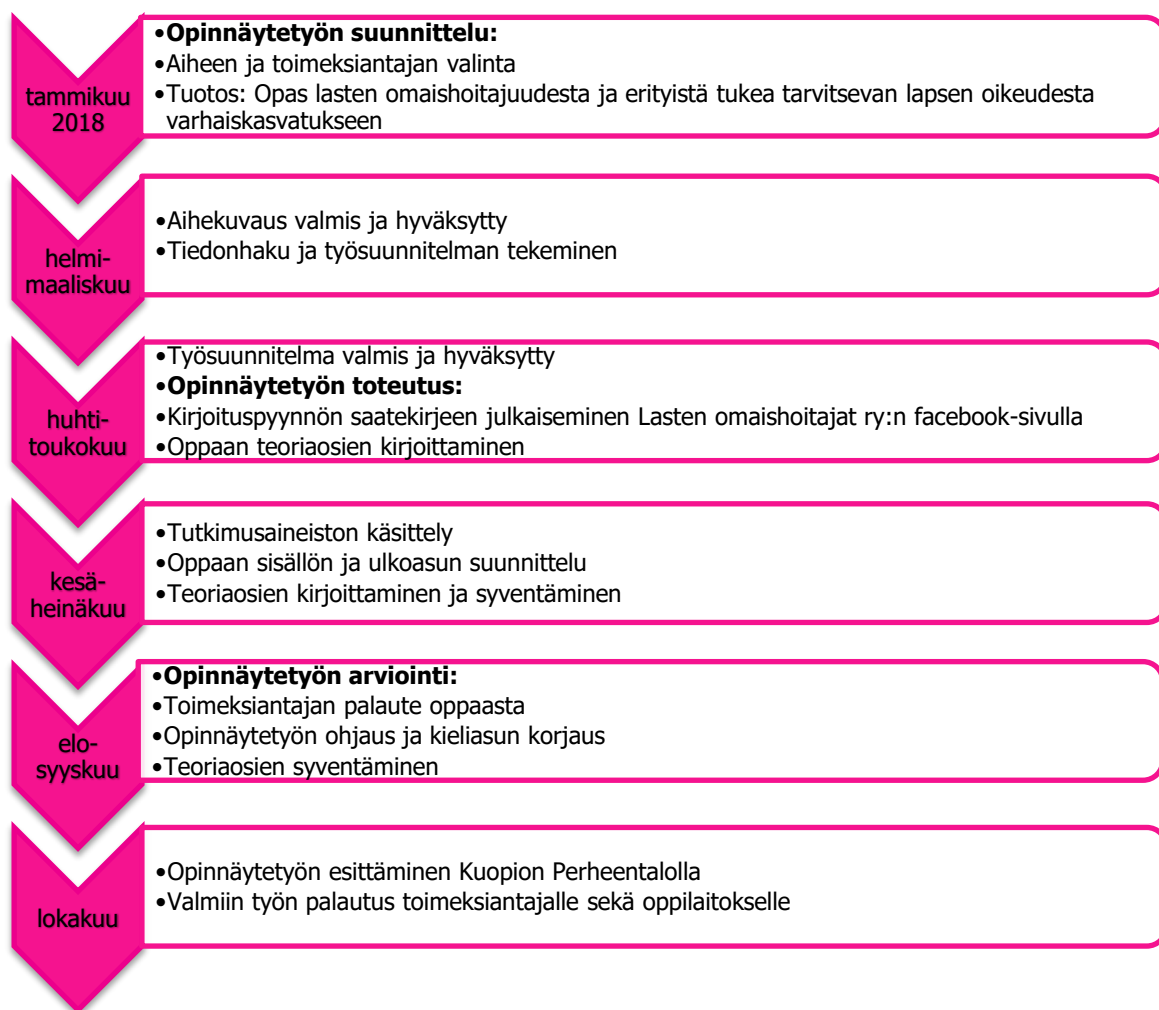 tammikuu
2018
•Opinnäytetyön suunnittelu:
•Aiheen ja toimeksiantajan valinta
•Tuotos: Opas lasten omaishoitajuudesta ja erityistä tukea tarvitsevan lapsen oikeudesta
varhaiskasvatukseen
helmi-
maaliskuu
•Aihekuvaus valmis ja hyväksytty
•Tiedonhaku ja työsuunnitelman tekeminen
huhti-
toukokuu
•Työsuunnitelma valmis ja hyväksytty
•Opinnäytetyön toteutus:
•Kirjoituspyynnön saatekirjeen julkaiseminen Lasten omaishoitajat ry:n facebook-sivulla
•Oppaan teoriaosien kirjoittaminen
kesä-
heinäkuu
•Tutkimusaineiston käsittely
•Oppaan sisällön ja ulkoasun suunnittelu
•Teoriaosien kirjoittaminen ja syventäminen
elo-
syyskuu
•Opinnäytetyön arviointi:
•Toimeksiantajan palaute oppaasta
•Opinnäytetyön ohjaus ja kieliasun korjaus
•Teoriaosien syventäminen
lokakuu
•Opinnäytetyön esittäminen Kuopion Perheentalolla
•Valmiin työn palautus toimeksiantajalle sekä oppilaitokselle